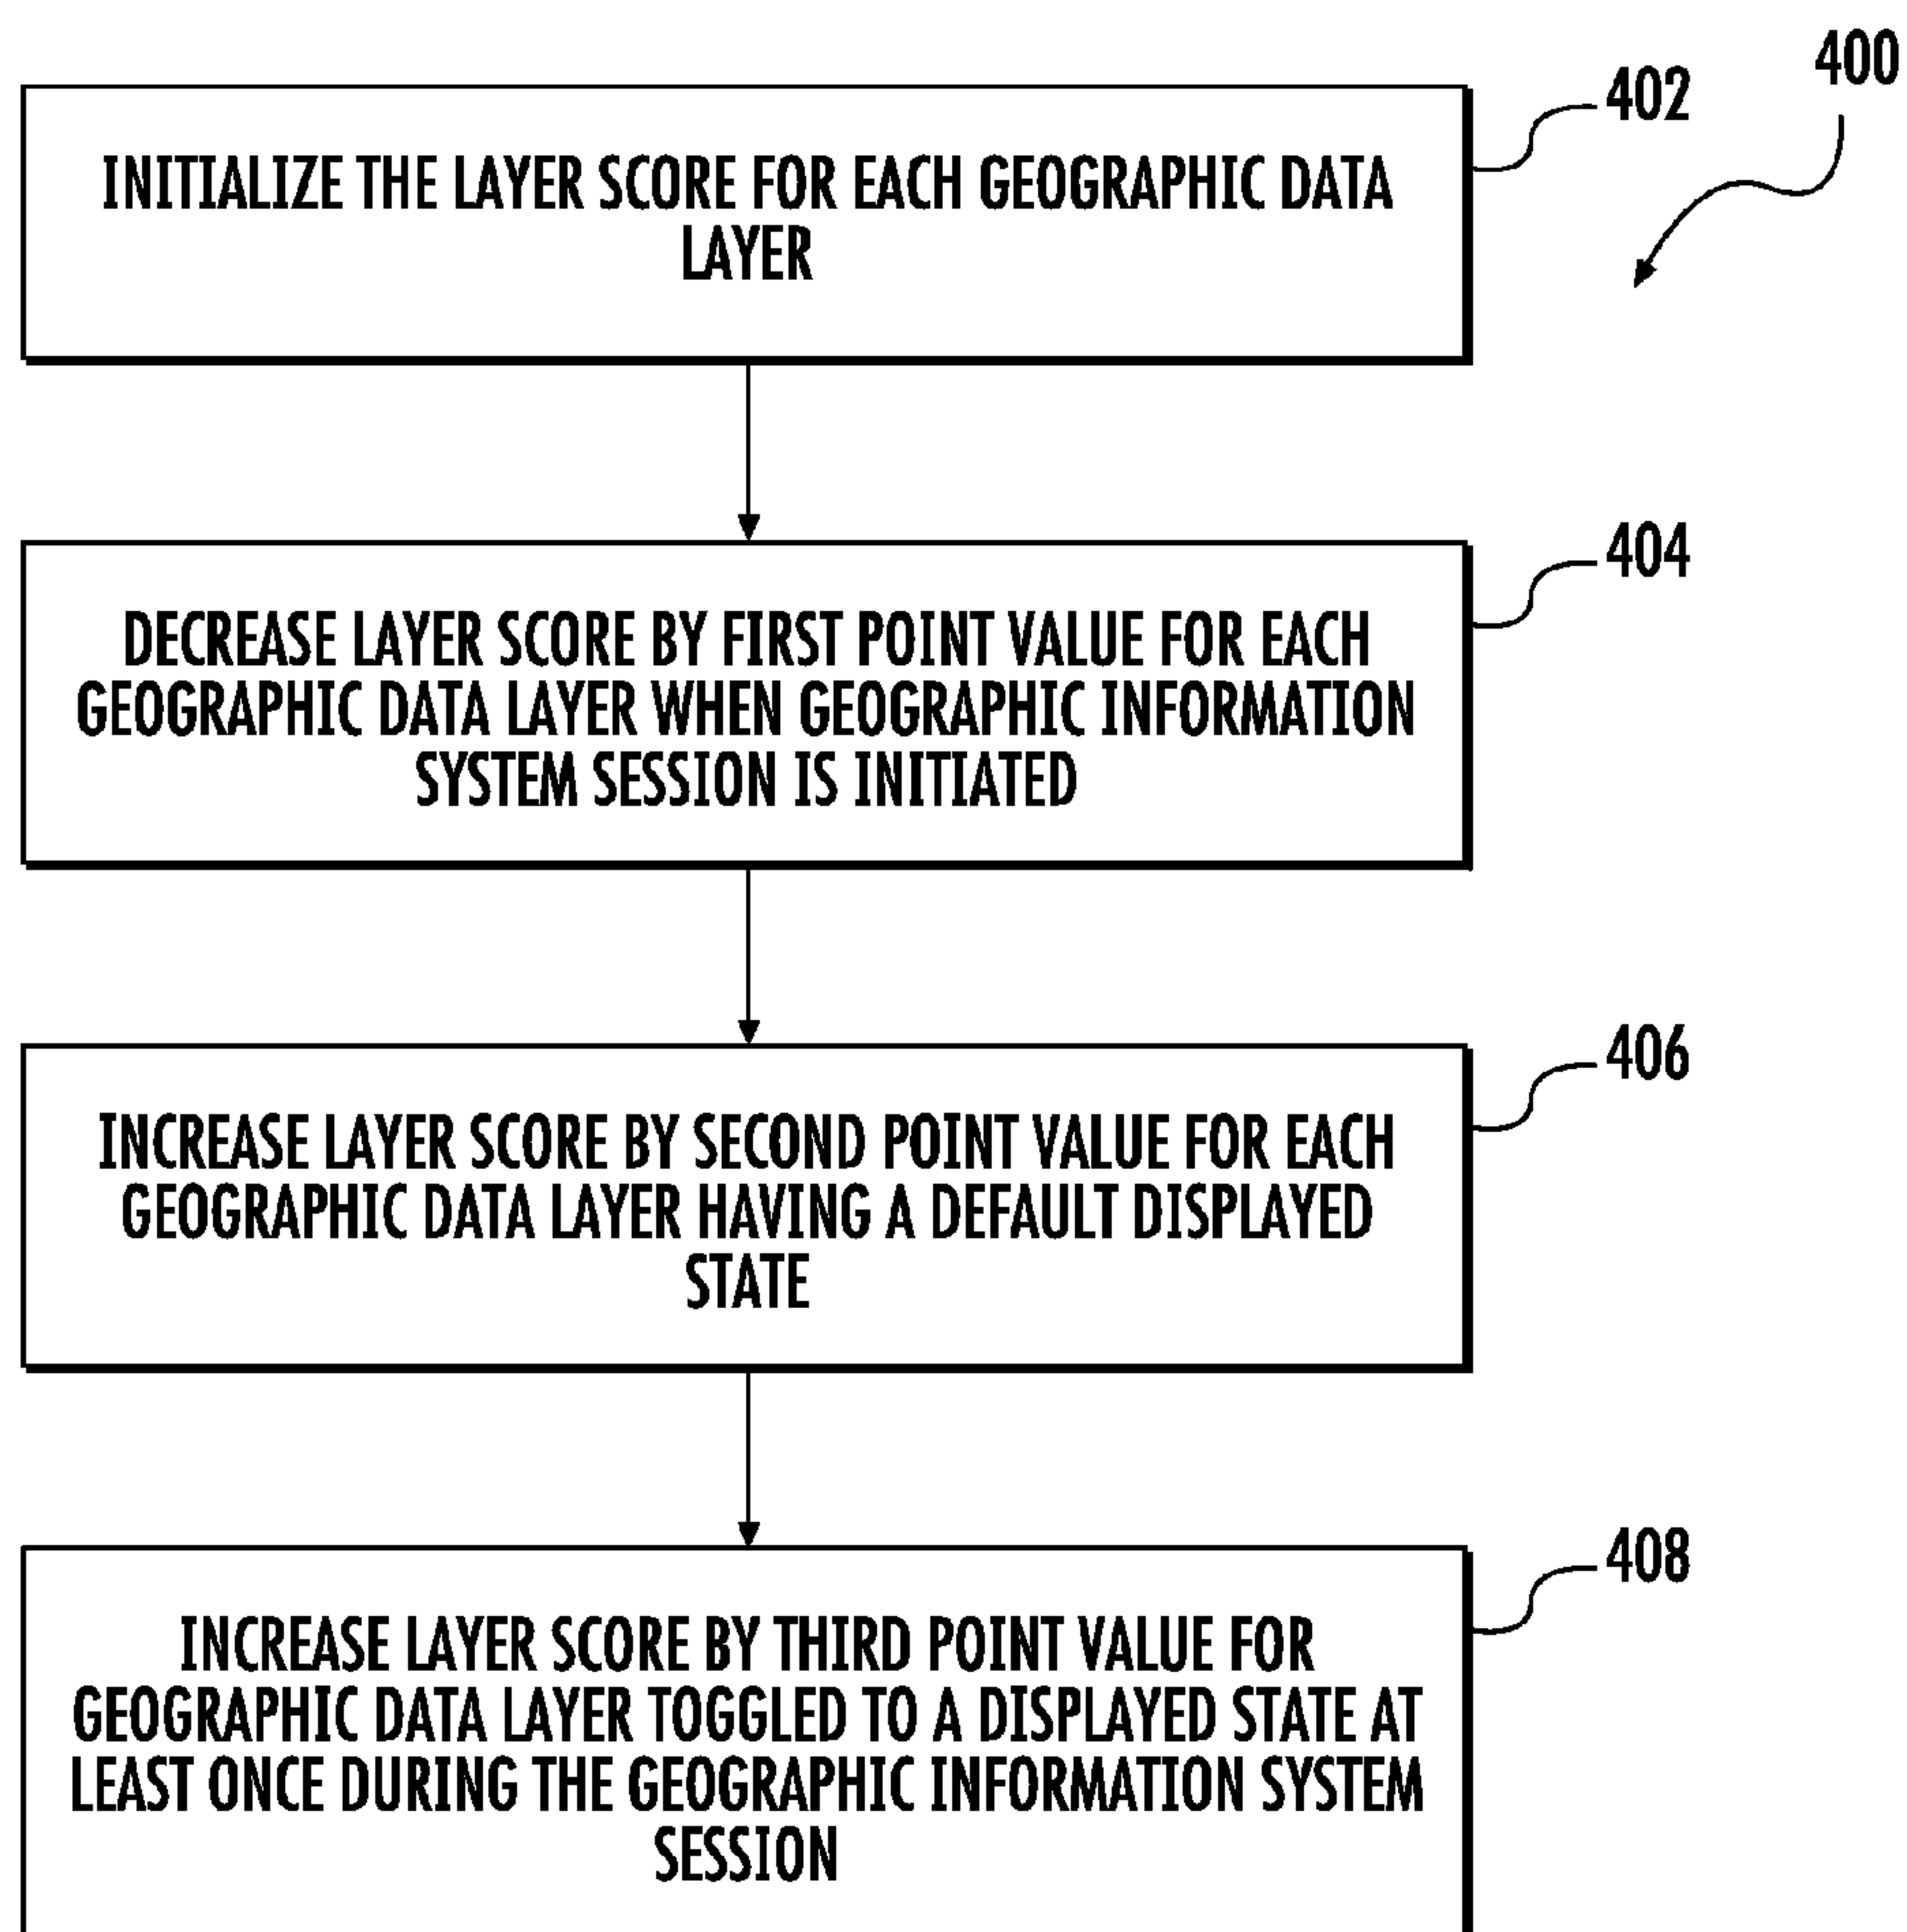 400
402
INITIALIZE THE LAYER SCORE FOR EACH GEOGRAPHIC DATA
LAYER
404
DECREASE LAYER SCORE BY FIRST POINT VALUE FOR EACH
GEOGRAPHIC DATA LAYER WHEN GEOGRAPHIC INFORMATION
SYSTEM SESSION IS INITIATED
406
INCREASE LAYER SCORE BY SECOND POINT VALUE FOR EACH
GEOGRAPHIC DATA LAYER HAVING A DEFAULT DISPLAYED
STATE
408
INCREASE LAYER SCORE BY THIRD POINT VALUE FOR
GEOGRAPHIC DATA LAYER TOGGLED TO A DISPLAYED STATE AT
LEAST ONCE DURING THE GEOGRAPHIC INFORMATION SYSTEM
SESSION